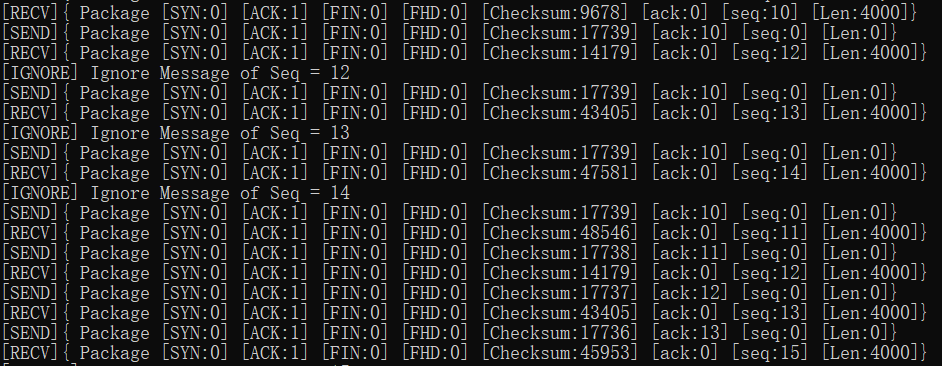 [RECV]{ Package [SYN:0] [ACK:1] [FIN:0] [FHD:0] [Checksum:9678] [ack:0] [seq:10] [Len:4000]}
[SEND]{ Package [SYN:0] [ACK:1] [FIN:0] [FHD:0] [Checksum:17739] [ack:10] [seq:0] [Len:0]}
[RECV]{ Package [SYN:0] [ACK:1] [FIN:0] [FHD:0] [Checksum:14179] [ack:0] [seq:12] [Len:4000]}
[IGNORE] Ignore Message of Seq = 12
[SEND]{ Package [SYN:0] [ACK:1] [FIN:0] [FHD:0] [Checksum:17739] [ack:10] [seq:0] [Len:0]}
[RECV]{ Package [SYN:0] [ACK:1] [FIN:0] [FHD:0] [Checksum:43405] [ack:0] [seq:13] [Len:4000]}
[IGNORE] Ignore Message of Seq = 13
[SEND]{ Package [SYN:0] [ACK:1] [FIN:0] [FHD:0] [Checksum:17739] [ack:10] [seq:0] [Len:0]}
[RECV]{ Package [SYN:0] [ACK:1] [FIN:0] [FHD:0] [Checksum:47581] [ack:0] [seq:14] [Len:4000]}
[IGNORE] Ignore Message of Seq = 14
[SEND]{ Package [SYN:0] [ACK:1] [FIN:0] [FHD:0] [Checksum:17739] [ack:10] [seq:0] [Len:0]}
[RECV]{ Package [SYN:0] [ACK:1] [FIN:0] [FHD:0] [Checksum:48546] [ack:0] [seq:11] [Len:4000]}
[SEND]{ Package [SYN:0] [ACK:1] [FIN:0] [FHD:0] [Checksum:17738] [ack:11] [seq:0] [Len:0]}
[RECV]{ Package [SYN:0] [ACK:1] [FIN:0] [FHD:0] [Checksum:14179] [ack:0] [seq:12] [Len:4000]}
[SEND]{ Package [SYN:0] [ACK:1] [FIN:0] [FHD:0] [Checksum:17737] [ack:12] [seq:0] [Len:0]}
[RECV]{ Package [SYN:0] [ACK:1] [FIN:0] [FHD:0] [Checksum:43405] [ack:0] [seq:13] [Len:4000]}
[SEND]{ Package [SYN:0] [ACK:1] [FIN:0] [FHD:0] [Checksum:17736] [ack:13] [seq:0] [Len:0]}
[RECV]{ Package [SYN:0] [ACK:1] [FIN:0] [FHD:0] [Checksum:45953] [ack:0] [seq:15] [Len:4000]}